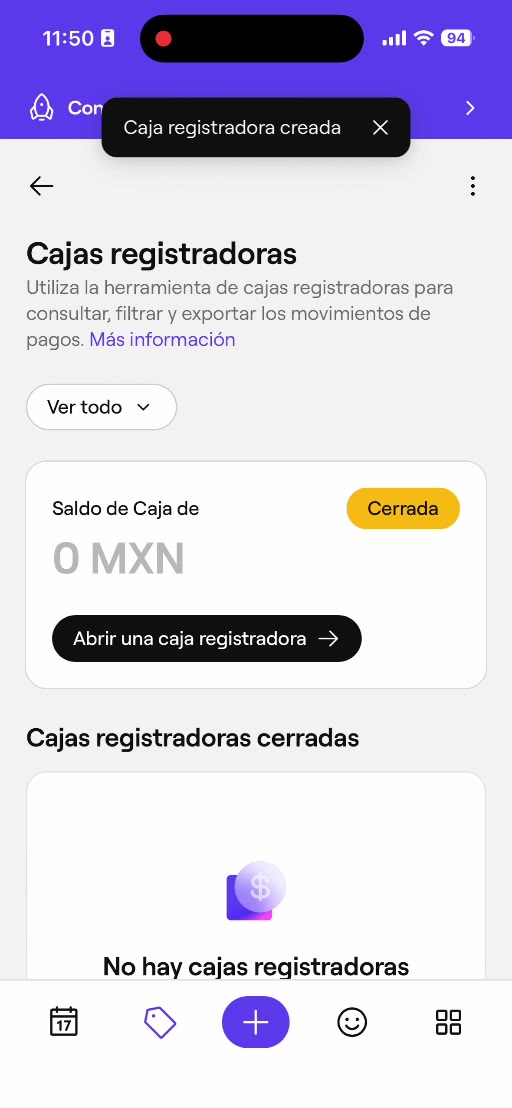 11:50
94
Con
Caja registradora creada
Cajas registradoras
Utiliza la herramienta de cajas registradoras para
consultar, filtrar y exportar los movimientos de
pagos. Más información
Ver todo
Saldo de Caja de
Cerrada
0 MXN
Abrir una caja registradora
Cajas registradoras cerradas
$
No hay cajas registradoras
17